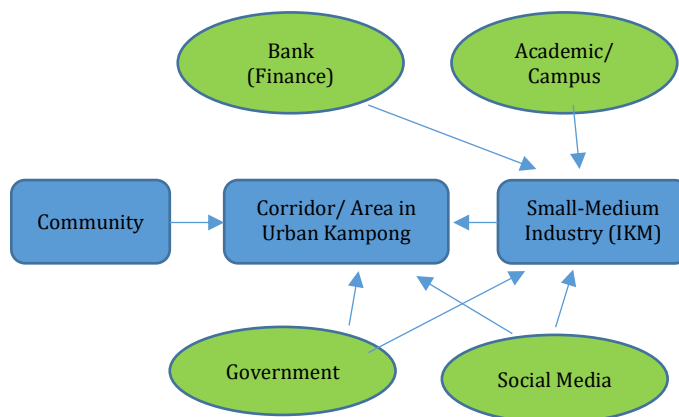 Bank
(Finance)
Academic/
Campus
Community
Corridor/ Area in
Urban Kampong
Small-Medium
Industry (IKM)
Government
Social Media